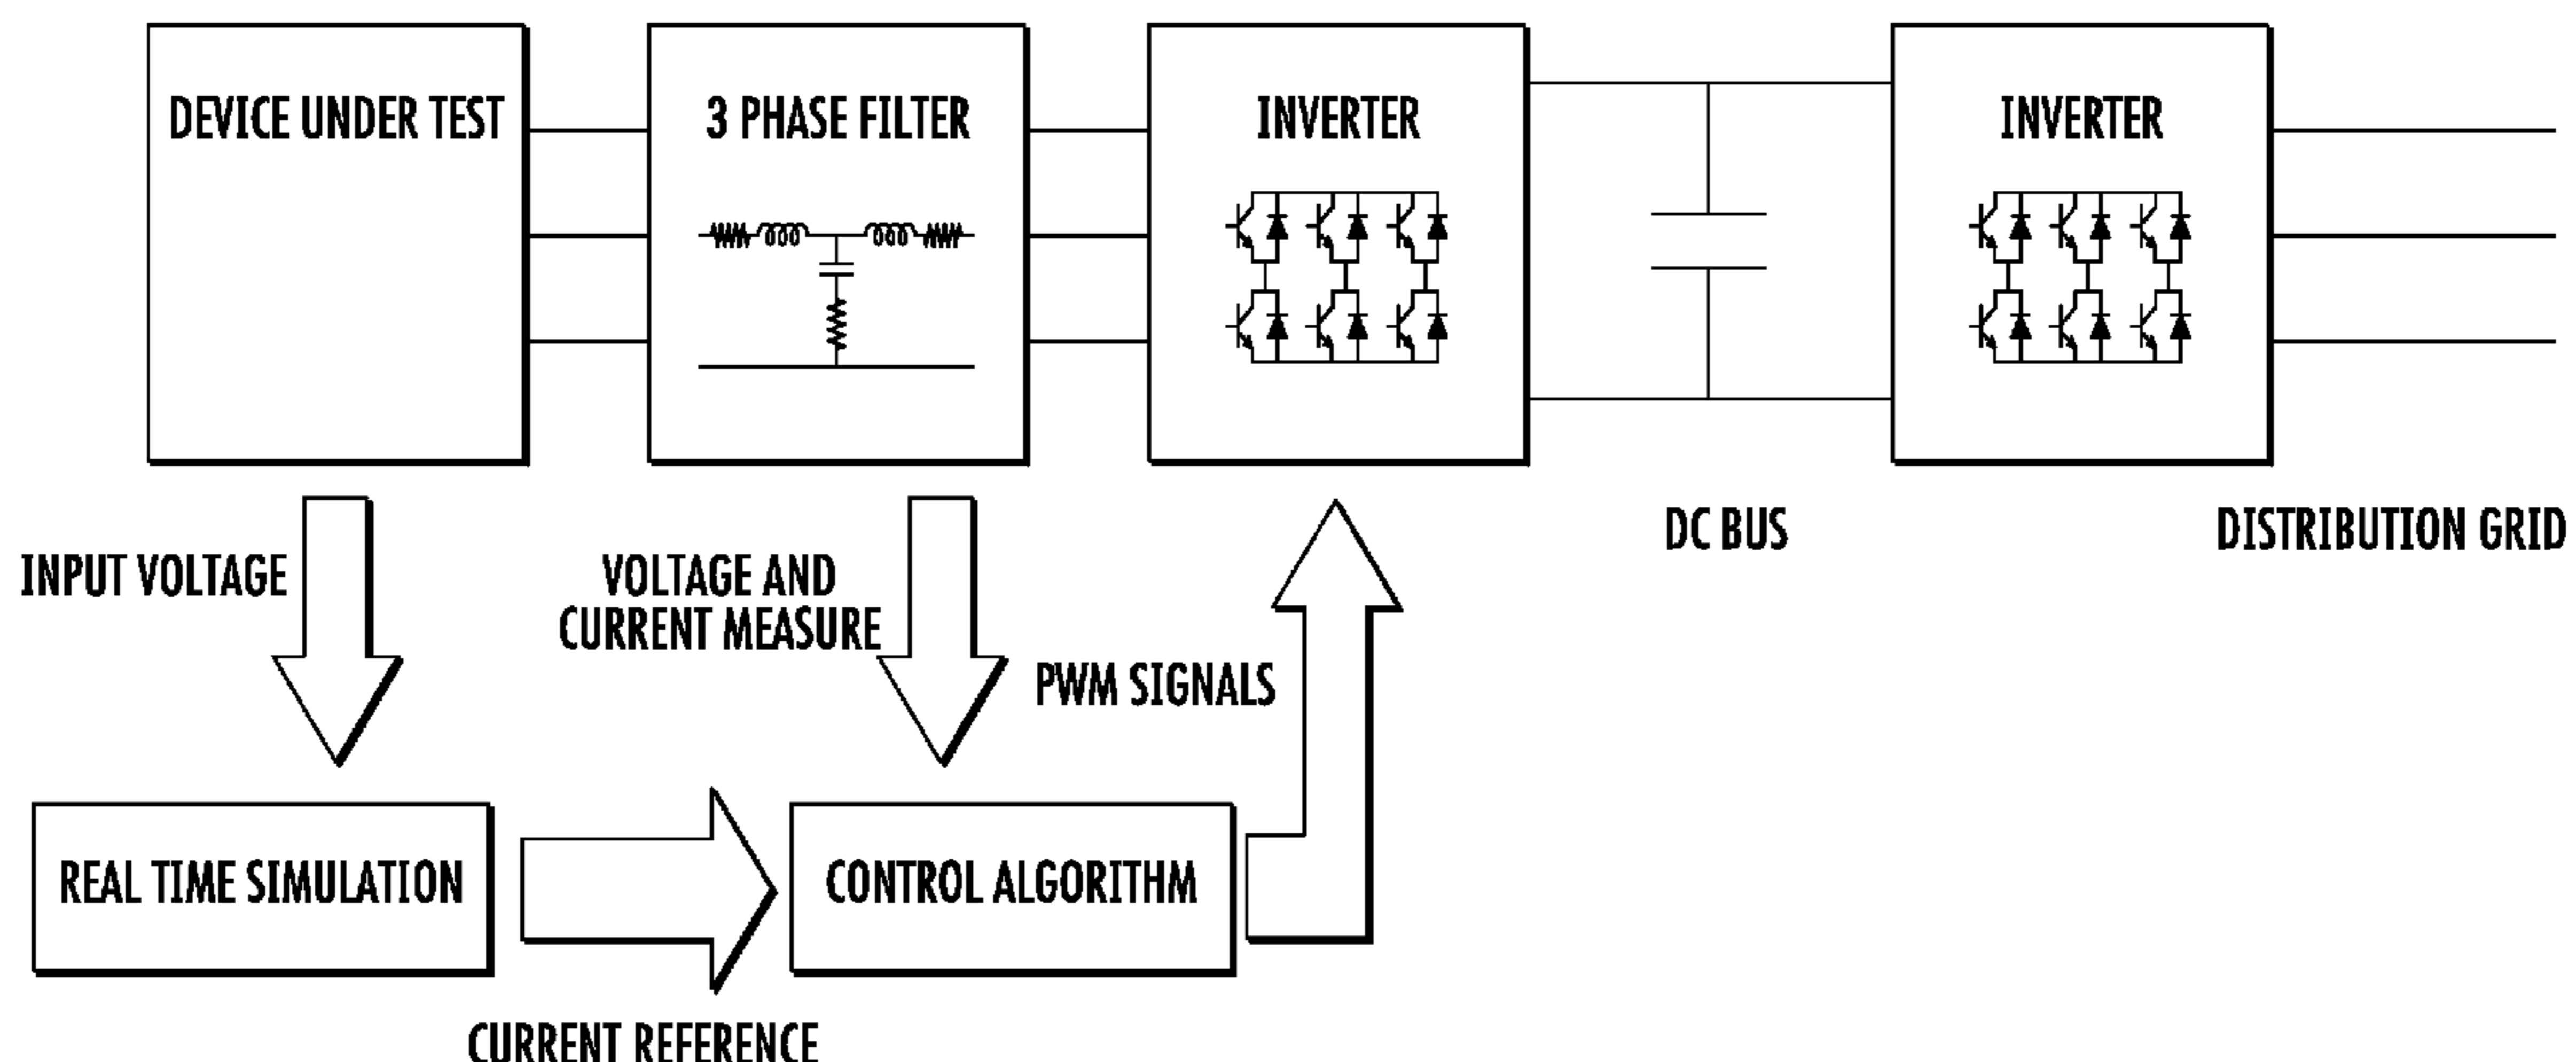 DEVICE UNDER TEST
3 PHASE FILTER
INVERTER
INVERTER
DC BUS
DISTRIBUTION GRID
INPUT VOLTAGE
VOLTAGE AND
CURRENT MEASURE
PWM SIGNALS
REAL TIME SIMULATION
CONTROL ALGORITHM
CURRENT REFERENCE